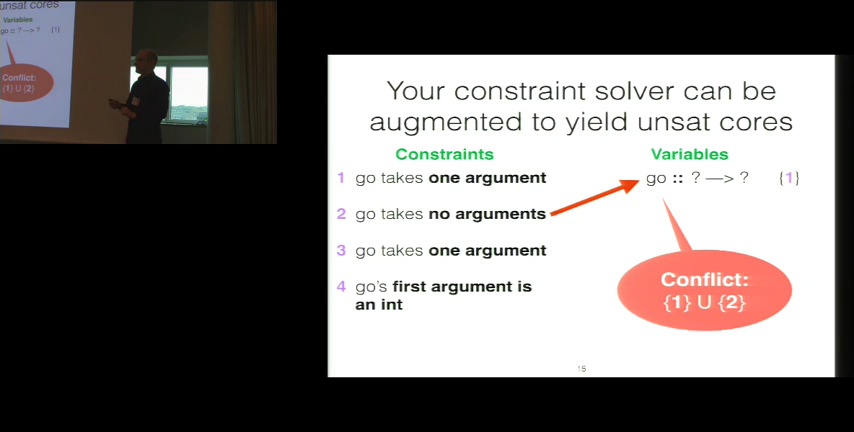 unsat cores
Variables
go :: ? —> ? {1}
Conflict:
{1} U {2}
Your constraint solver can be
augmented to yield unsat cores
Constraints
Variables
1 go takes one argument
go :: ? —> ? {1}
2 go takes no arguments
3 go takes one argument
4 go's first argument is
an int
Conflict:
{1} U {2}
15